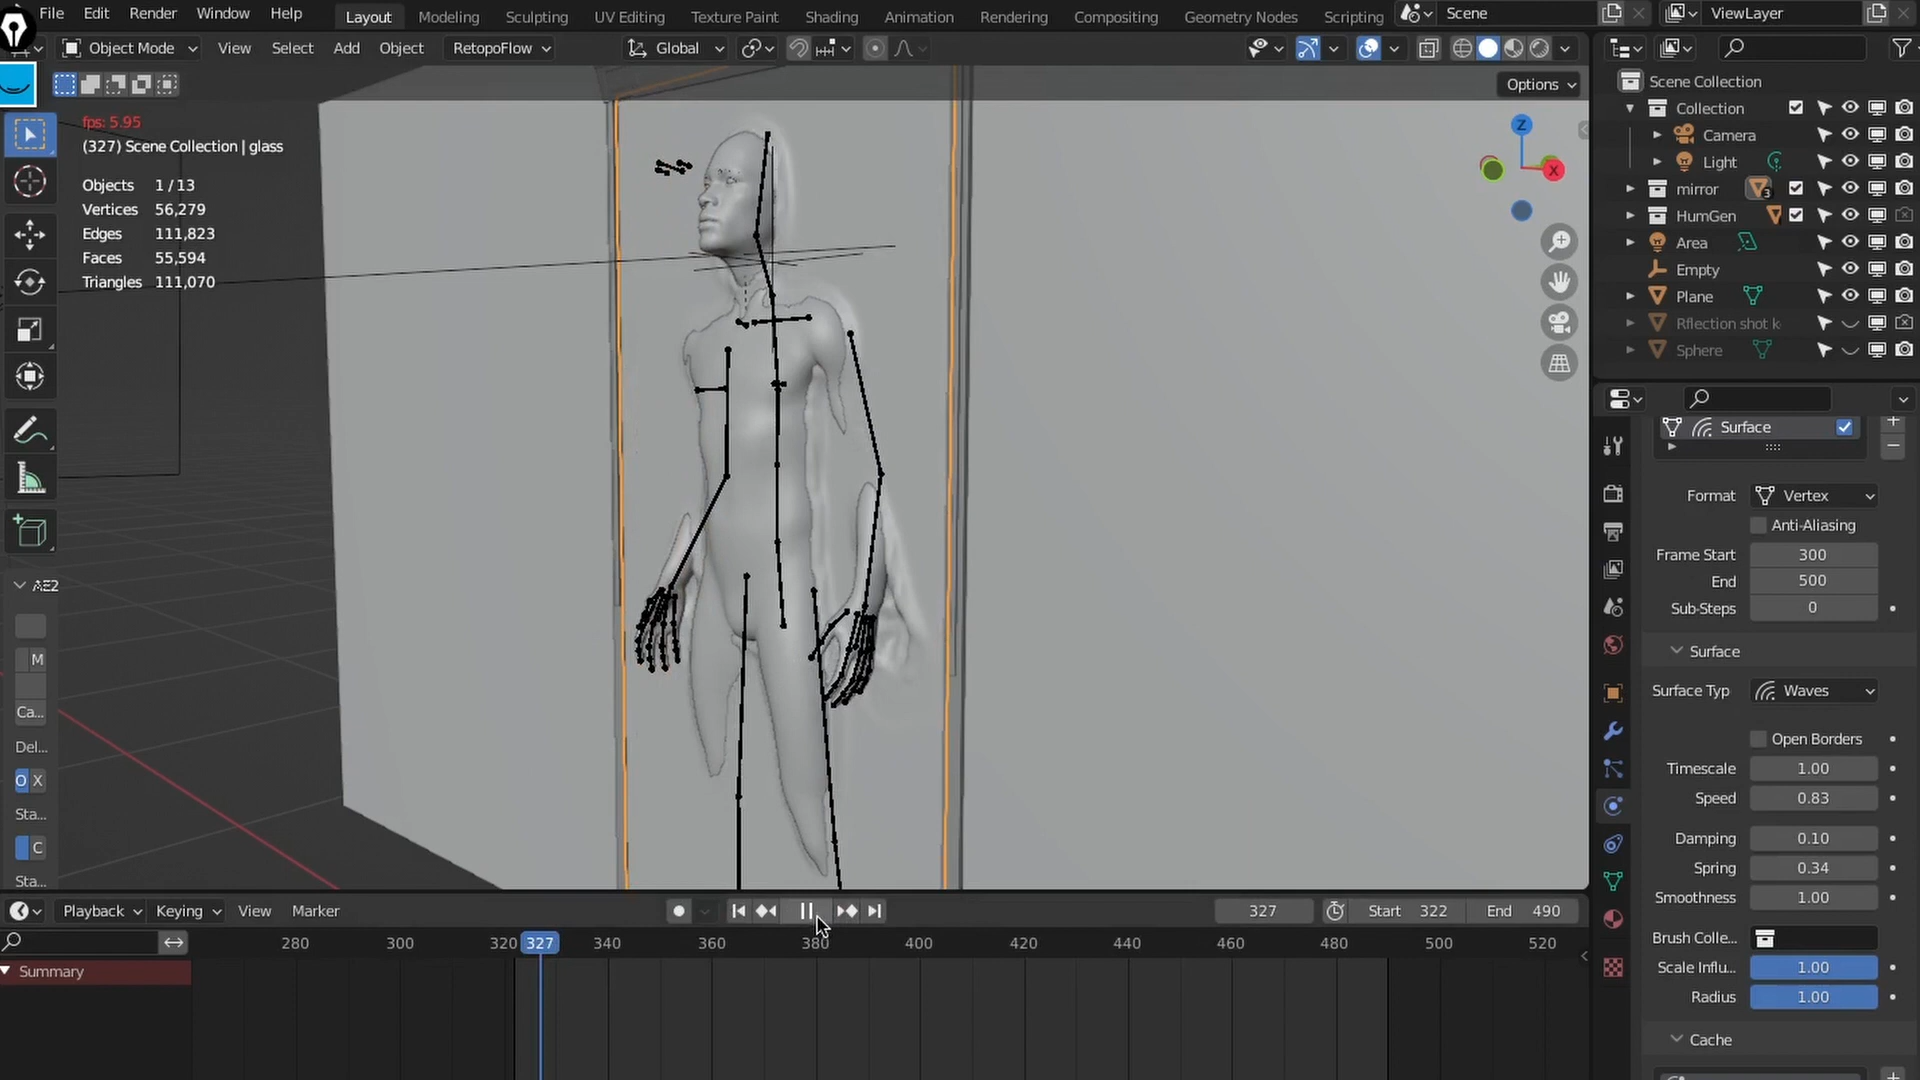 File Edit Render Window Help Layout Modeling Sculpting UV Editing Texture Paint Shading Animation Rendering Compositing Geometry Nodes Scripting Scene ViewLayer
Object Mode View Select Add Object RetopoFlow Global
Options
fps: 5.95
(327) Scene Collection | glass
Objects 1 / 13
Vertices 56,279
Edges 111,823
Faces 55,594
Triangles 111,070
Z
X
AE2
M
Ca...
Del...
O X
Sta...
C
Sta...
Scene Collection
Collection
Camera
Light
mirror 3
HumGen
Area
Empty
Plane
Rflection shot k
Sphere
Surface
Format Vertex
Anti-Aliasing
Frame Start 300
End 500
Sub-Steps 0
Surface
Surface Typ Waves
Open Borders
Timescale 1.00
Speed 0.83
Damping 0.10
Spring 0.34
Smoothness 1.00
Brush Colle...
Scale Influ... 1.00
Radius 1.00
Cache
Playback Keying View Marker 327 Start 322 End 490
280 300 320 327 340 360 380 400 420 440 460 480 500 520
Summary